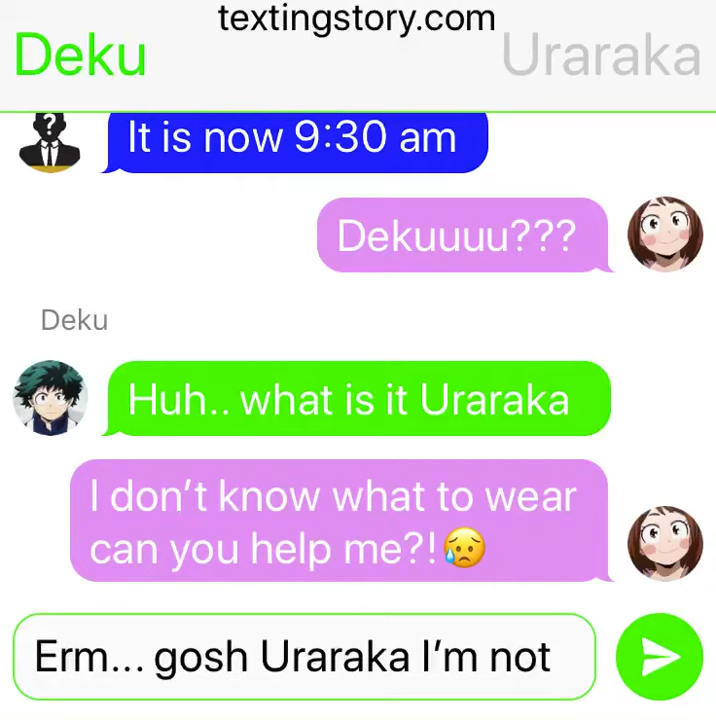 textingstory.com
Deku
Uraraka
?
It is now 9:30 am
Dekuuuu???
Deku
Huh.. what is it Uraraka
I don’t know what to wear
can you help me?!😥
Erm... gosh Uraraka I’m not